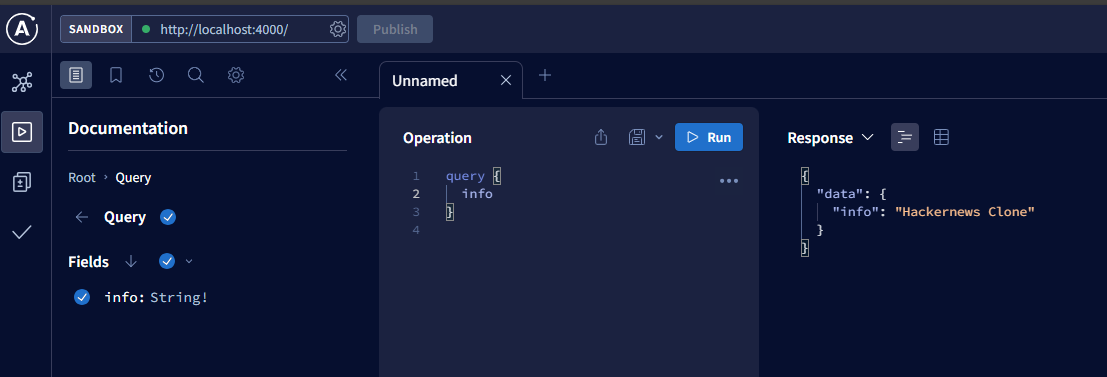 SANDBOX http://localhost:4000/ Publish
Unnamed
Documentation
Root › Query
Query
Fields
info: String!
Operation
Run
1 query {
2 info
3 }
4
Response
{
"data": {
"info": "Hackernews Clone"
}
}